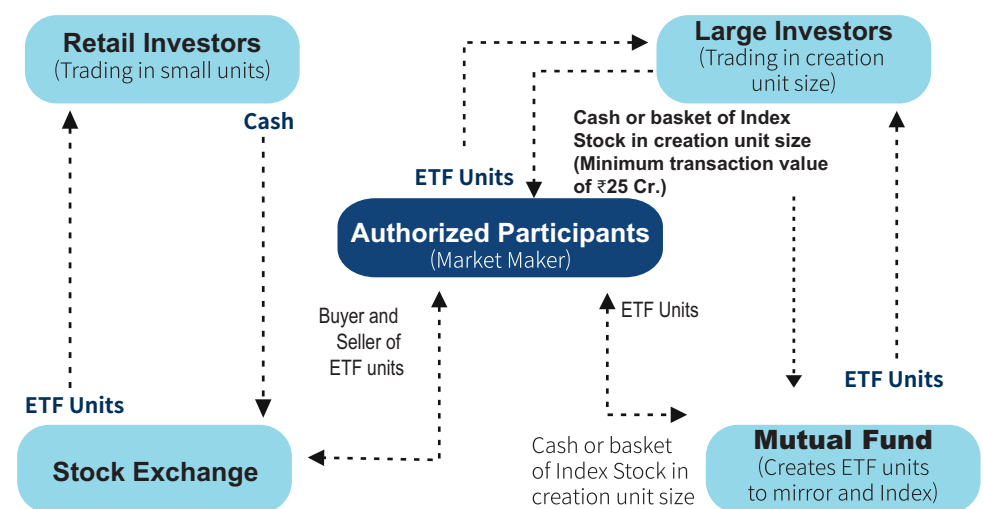 Retail Investors
(Trading in small units)
Large Investors
(Trading in creation
unit size)
Cash
Cash or basket of Index
Stock in creation unit size
(Minimum transaction value
of ₹25 Cr.)
ETF Units
Authorized Participants
(Market Maker)
Buyer and
Seller of
ETF units
ETF Units
ETF Units
ETF Units
Stock Exchange
Cash or basket
of Index Stock in
creation unit size
Mutual Fund
(Creates ETF units
to mirror and Index)